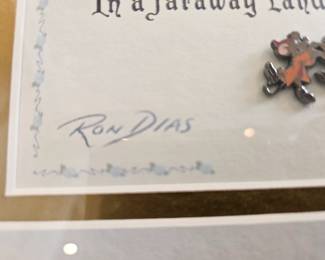 In a faraway Land
Ron Dias